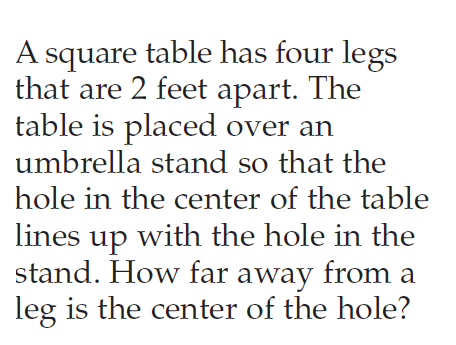 A square table has four legs
that are 2 feet apart. The
table is placed over an
umbrella stand so that the
hole in the center of the table
lines up with the hole in the
stand. How far away from a
leg is the center of the hole?